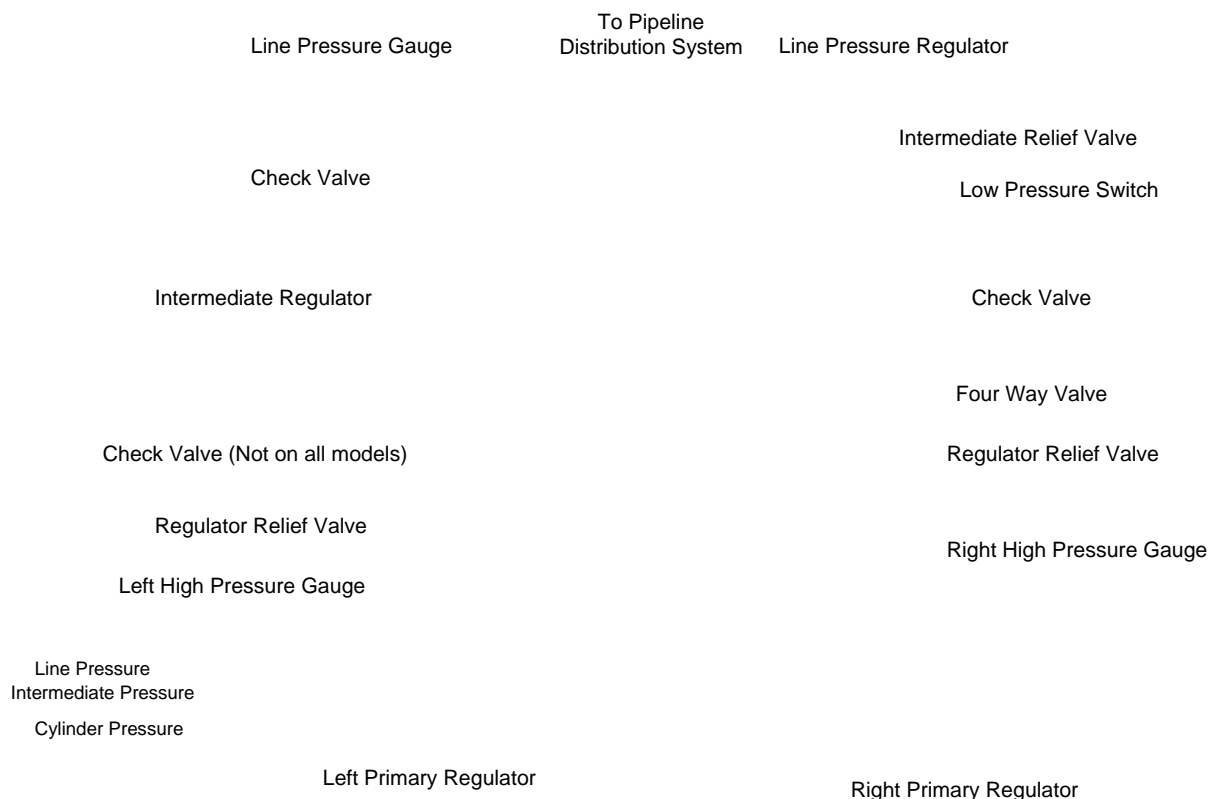 To Pipeline
Line Pressure Gauge Distribution System Line Pressure Regulator
Intermediate Relief Valve
Check Valve
Low Pressure Switch
Intermediate Regulator Check Valve
Four Way Valve
Check Valve (Not on all models) Regulator Relief Valve
Regulator Relief Valve
Right High Pressure Gauge
Left High Pressure Gauge
Line Pressure
Intermediate Pressure
Cylinder Pressure
Left Primary Regulator
Right Primary Regulator